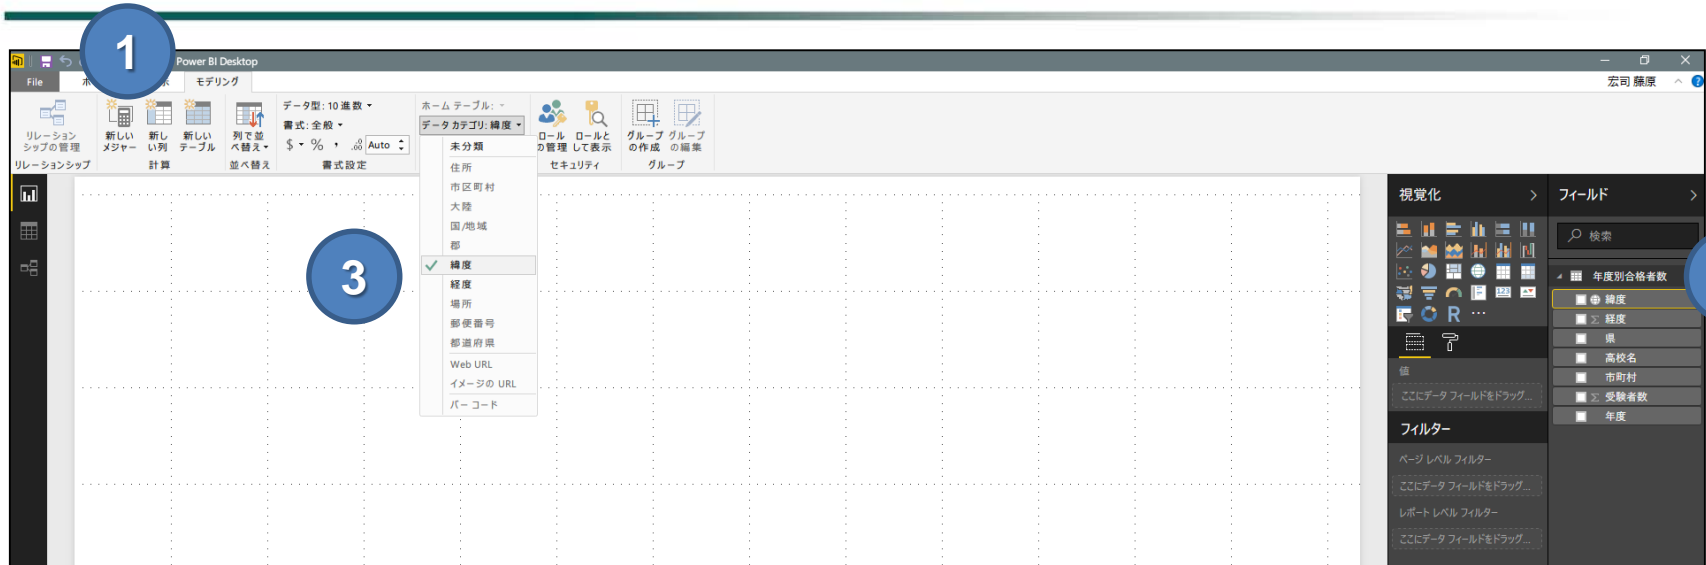 1
Power BI Desktop
File
モデリング
宏司 藤原
リレーション
シップの管理
リレーションシップ
新しい
メジャー
新し
い列
新しい
テーブル
計算
列で並
べ替え
並べ替え
データ型: 10 進数
書式: 全般
$ % , .00 Auto
書式設定
ホーム テーブル:
データ カテゴリ: 緯度
ロール
の管理
ロールと
して表示
セキュリティ
グループ
の作成
グループ
の編集
グループ
未分類
住所
市区町村
大陸
国/地域
郡
緯度
経度
場所
郵便番号
都道府県
Web URL
イメージの URL
バー コード
3
視覚化
123
R ...
値
ここにデータ フィールドをドラッグ...
フィルター
ページ レベル フィルター
ここにデータ フィールドをドラッグ...
レポート レベル フィルター
ここにデータ フィールドをドラッグ...
フィールド
検索
年度別合格者数
緯度
Σ 経度
県
高校名
市町村
Σ 受験者数
年度